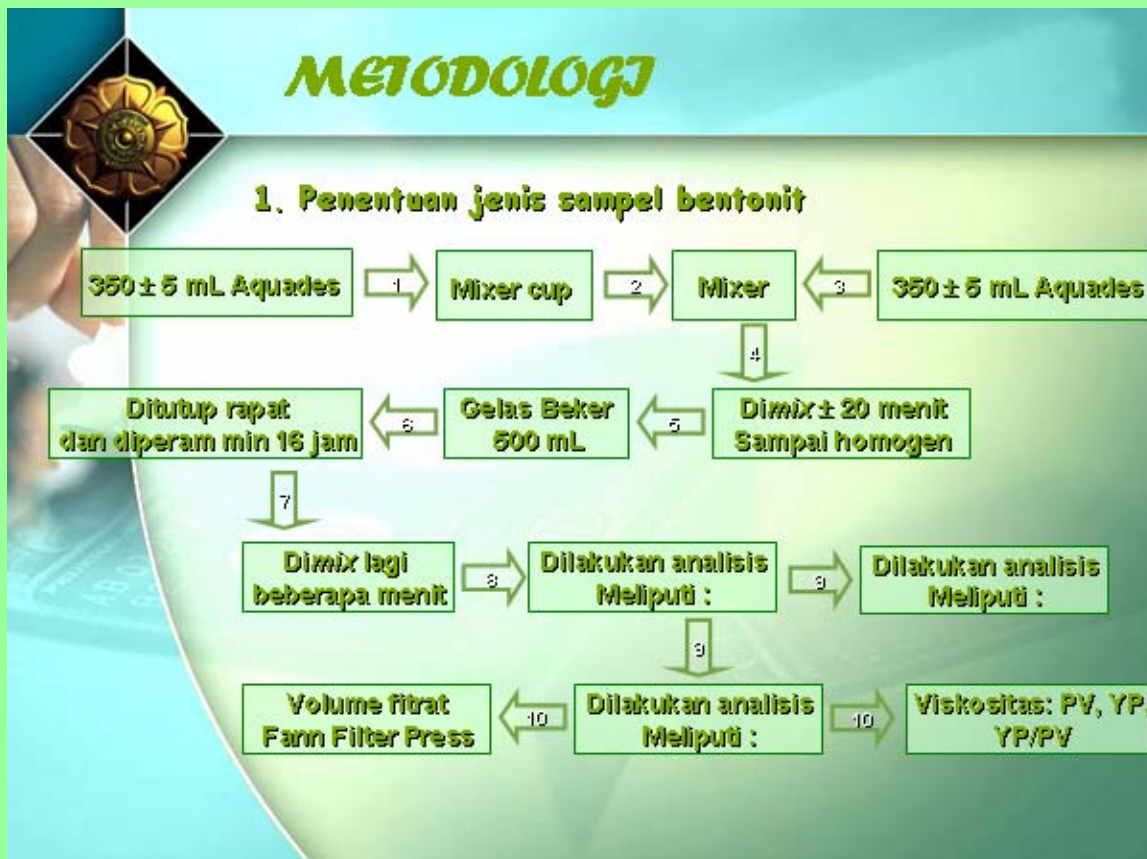 METODOLOGI
1. Penentuan jenis sampel bentonit
350 ± 5 mL Aquades
1
Mixer cup
2
Mixer
3
350 ± 5 mL Aquades
4
Ditutup rapat
dan diperam min 16 jam
6
Gelas Beker
500 mL
5
Dimix ± 20 menit
Sampai homogen
7
Dimix lagi
beberapa menit
8
Dilakukan analisis
Meliputi :
9
Dilakukan analisis
Meliputi :
9
Volume fitrat
Fann Filter Press
10
Dilakukan analisis
Meliputi :
10
Viskositas: PV, YP,
YP/PV